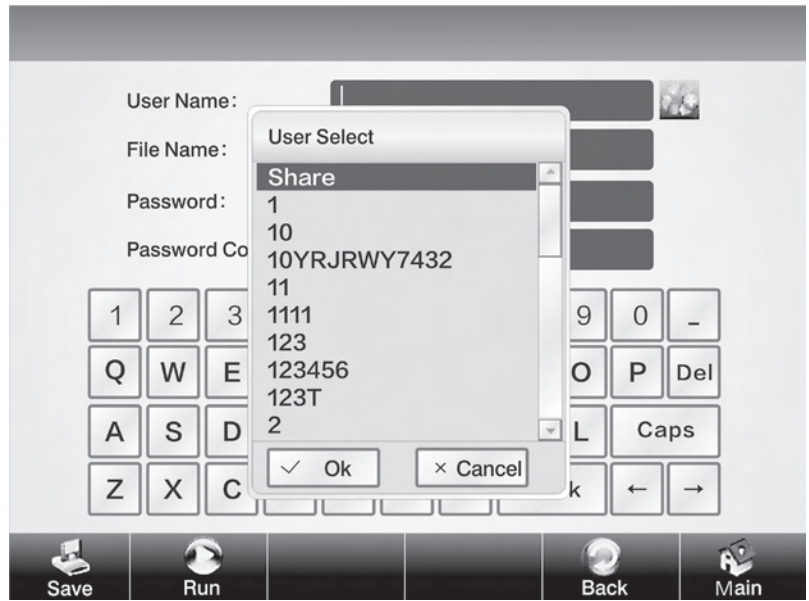 User Name:
File Name:
Password:
Password Co
User Select
Share
1
10
10YRJRWY7432
11
1111
123
123456
123T
2
✓ Ok
× Cancel
1 2 3 9 0 _
Q W E O P Del
A S D L Caps
Z X C k ← →
Save Run Back Main